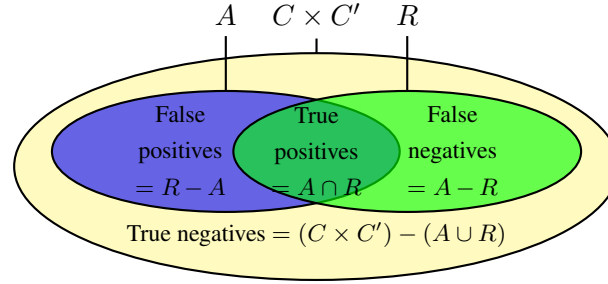 A C × C′ R
False True False
positives positives negatives
= R − A = A ∩ R = A − R
True negatives = (C × C′) − (A ∪ R)